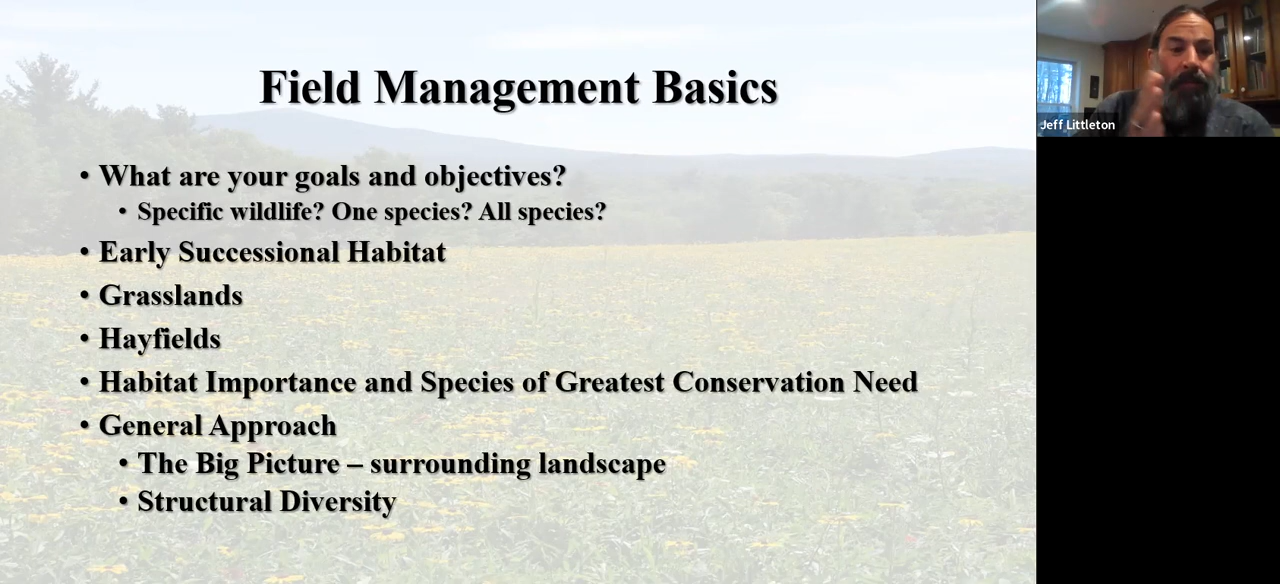 Field Management Basics
• What are your goals and objectives?
• Specific wildlife? One species? All species?
• Early Successional Habitat
• Grasslands
• Hayfields
• Habitat Importance and Species of Greatest Conservation Need
• General Approach
• The Big Picture – surrounding landscape
• Structural Diversity
Jeff Littleton